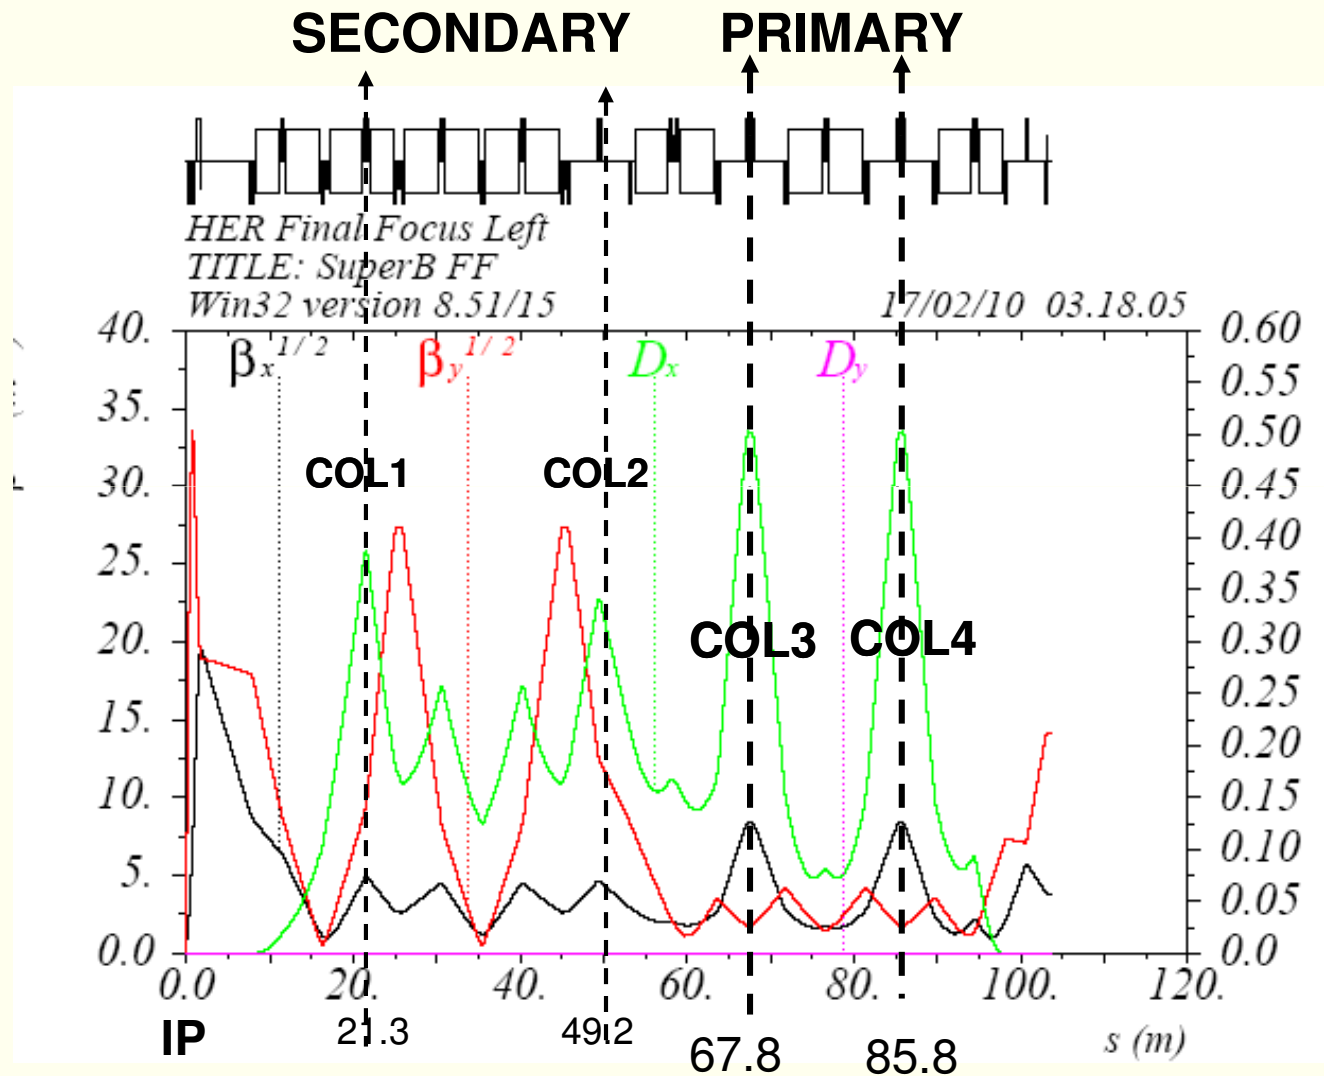 SECONDARY PRIMARY
HER Final Focus Left
TITLE: SuperB FF
Win32 version 8.51/15 17/02/10 03.18.05
40. 0.60
βx1/2 βy1/2 Dx Dy
0.55
35.
0.50
COL1 COL2
30. 0.45
0.40
25.
0.35
20. COL3 COL4 0.30
0.25
15.
0.20
10. 0.15
0.10
5.
0.05
0.0 0.0
0.0 20. 40. 60. 80. 100. 120.
IP 21.3 49.2 67.8 85.8 s (m)